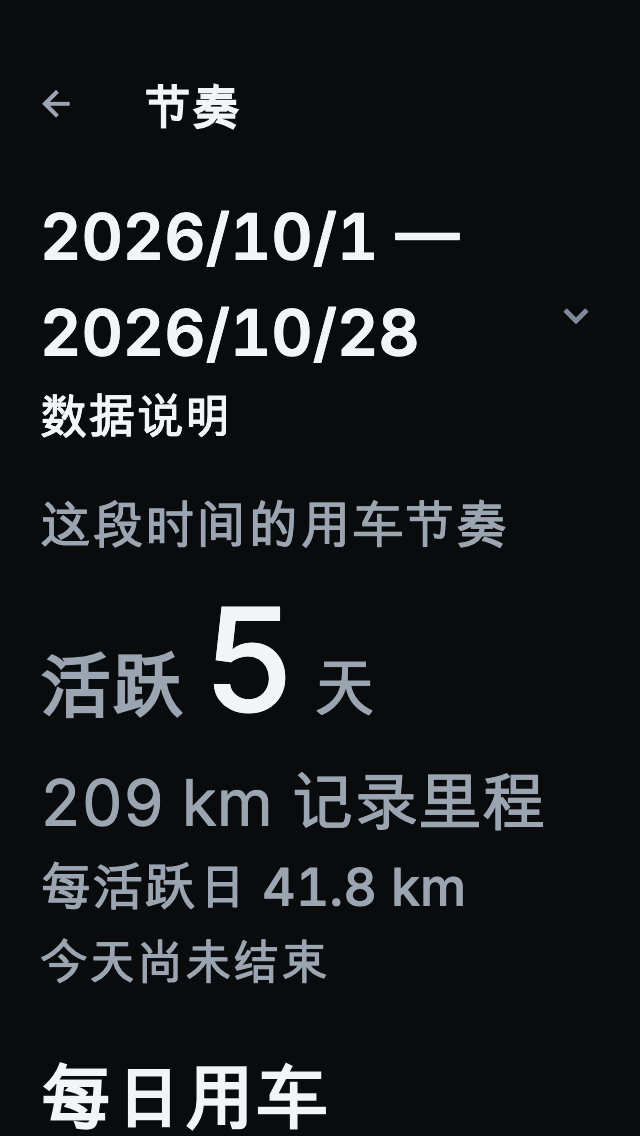 节奏
2026/10/1 —
2026/10/28
数据说明
这段时间的用车节奏
活跃 5 天
209 km 记录里程
每活跃日 41.8 km
今天尚未结束
每日用车